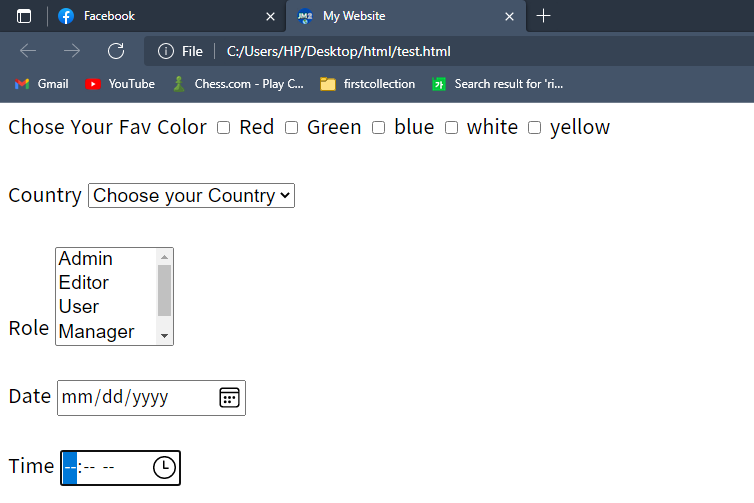 Facebook
JM2
My Website
File
C:/Users/HP/Desktop/html/test.html
Gmail
YouTube
Chess.com - Play C...
firstcollection
Search result for 'ri...
Chose Your Fav Color Red Green blue white yellow
Country Choose your Country
Admin
Editor
User
Role Manager
Date mm/dd/yyyy
Time --:-- --